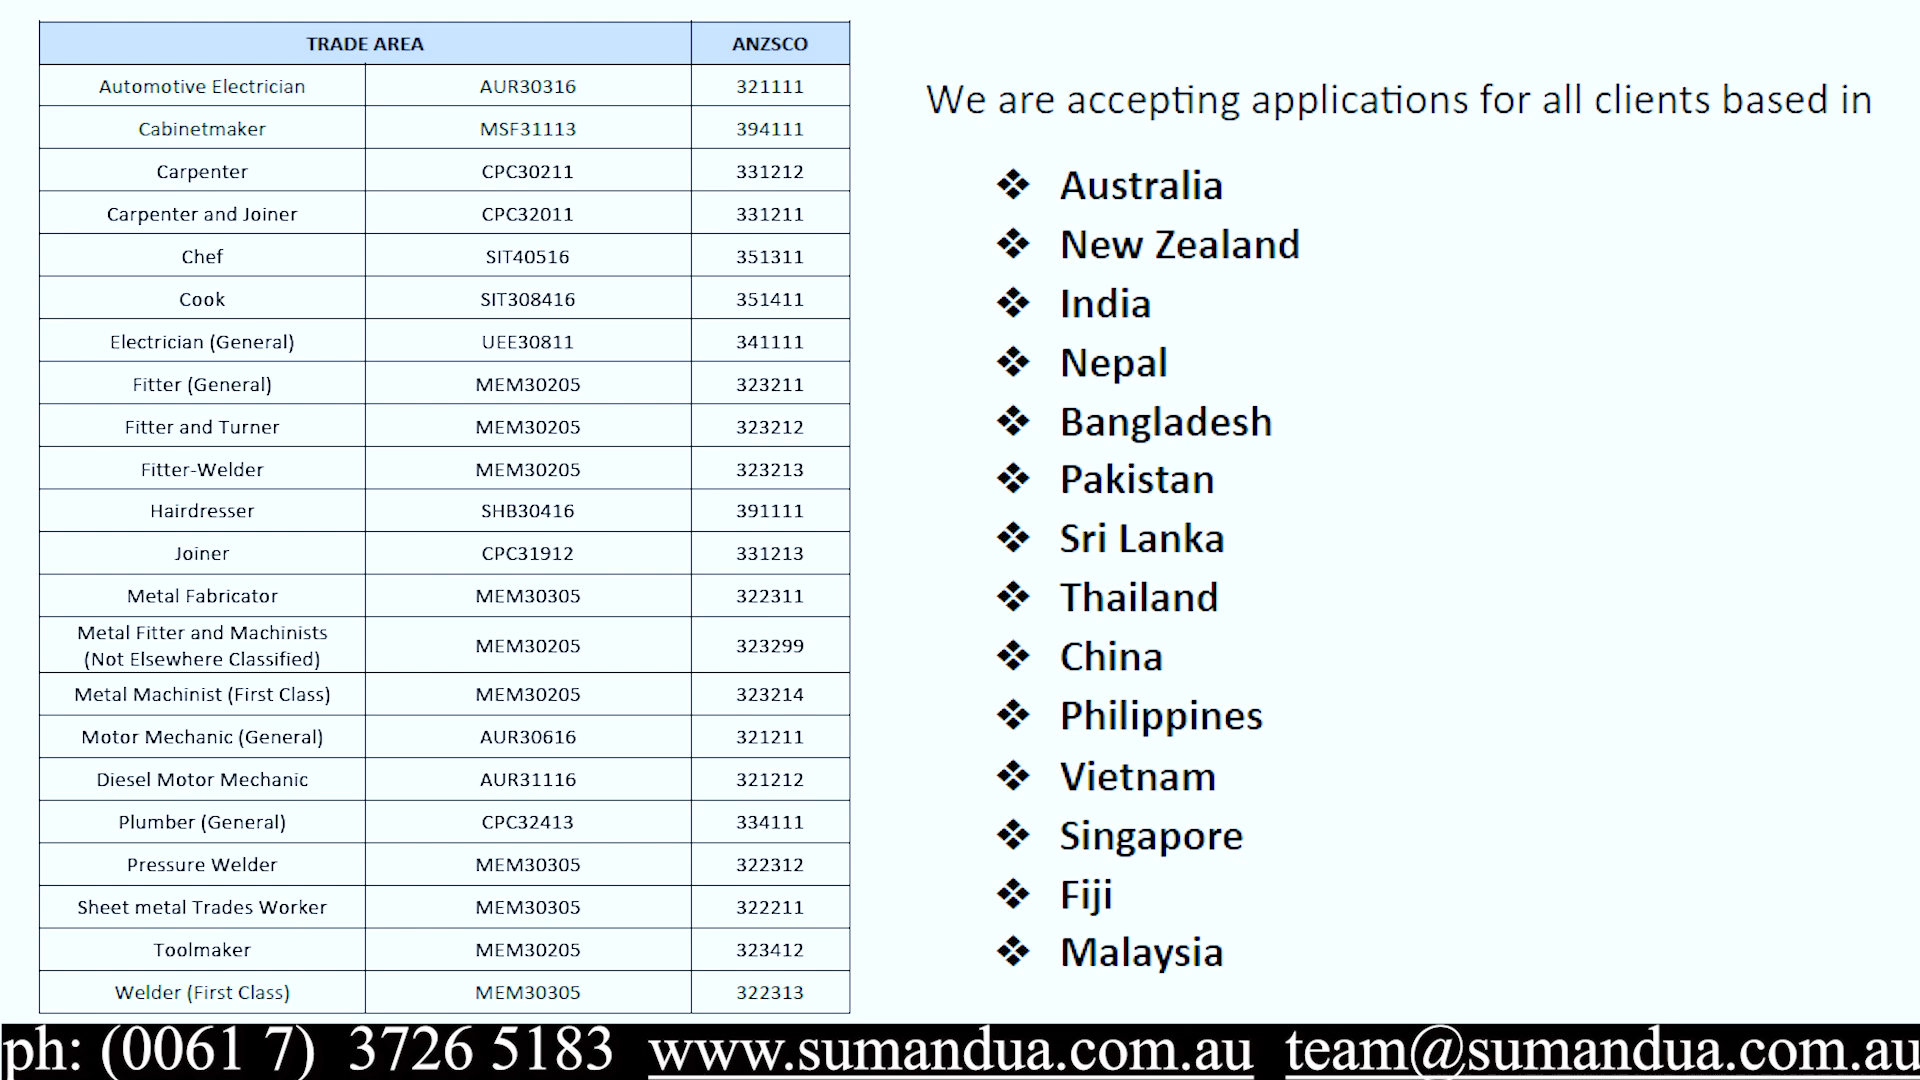 TRADE AREA ANZSCO
Automotive Electrician AUR30316 321111
Cabinetmaker MSF31113 394111
Carpenter CPC30211 331212
Carpenter and Joiner CPC32011 331211
Chef SIT40516 351311
Cook SIT308416 351411
Electrician (General) UEE30811 341111
Fitter (General) MEM30205 323211
Fitter and Turner MEM30205 323212
Fitter-Welder MEM30205 323213
Hairdresser SHB30416 391111
Joiner CPC31912 331213
Metal Fabricator MEM30305 322311
Metal Fitter and Machinists
(Not Elsewhere Classified) MEM30205 323299
Metal Machinist (First Class) MEM30205 323214
Motor Mechanic (General) AUR30616 321211
Diesel Motor Mechanic AUR31116 321212
Plumber (General) CPC32413 334111
Pressure Welder MEM30305 322312
Sheet metal Trades Worker MEM30305 322211
Toolmaker MEM30205 323412
Welder (First Class) MEM30305 322313
We are accepting applications for all clients based in
❖ Australia
❖ New Zealand
❖ India
❖ Nepal
❖ Bangladesh
❖ Pakistan
❖ Sri Lanka
❖ Thailand
❖ China
❖ Philippines
❖ Vietnam
❖ Singapore
❖ Fiji
❖ Malaysia
ph: (0061 7) 3726 5183 www.sumandua.com.au team@sumandua.com.au